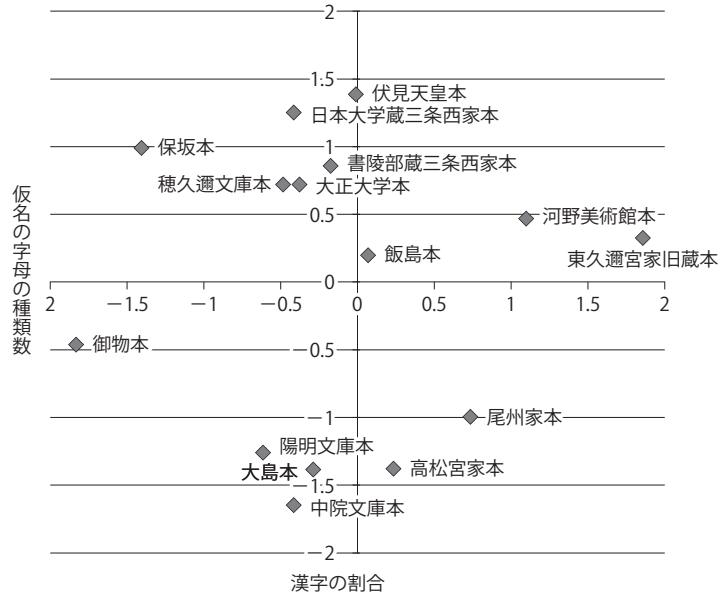 2
1.5
伏見天皇本
日本大学蔵三条西家本
保坂本
1
書陵部蔵三条西家本
穂久邇文庫本
大正大学本
仮名の字母の種類数
0.5
河野美術館本
東久邇宮家旧蔵本
飯島本
0
2
−1.5
−1
−0.5
0
0.5
1
1.5
2
御物本
−0.5
−1
尾州家本
陽明文庫本
大島本
高松宮家本
−1.5
中院文庫本
−2
漢字の割合